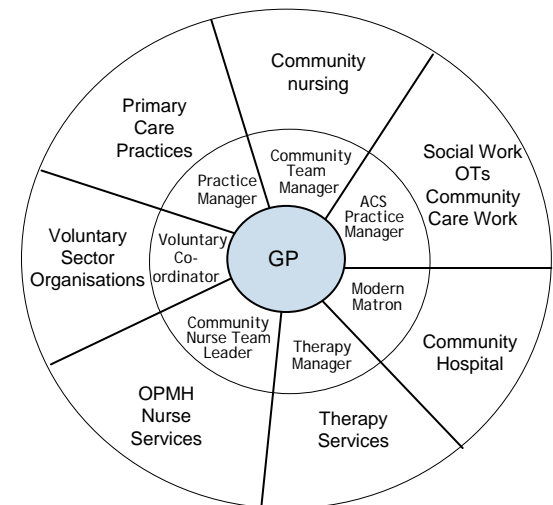 Community
nursing
Primary
Care
Practices
Community
Team
Manager
Social Work
OTs
Community
Care Work
Practice
Manager
ACS
Practice
Manager
Voluntary
Sector
Organisations
Voluntary
Co-
ordinator
GP
Modern
Matron
Community
Nurse Team
Leader
Therapy
Manager
Community
Hospital
OPMH
Nurse
Services
Therapy
Services